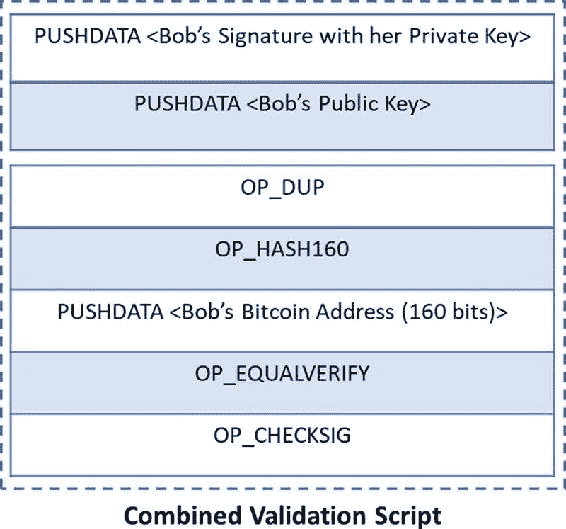 PUSHDATA <Bob's Signature with her Private Key>
PUSHDATA <Bob's Public Key>
OP_DUP
OP_HASH160
PUSHDATA <Bob's Bitcoin Address (160 bits)>
OP_EQUALVERIFY
OP_CHECKSIG
Combined Validation Script